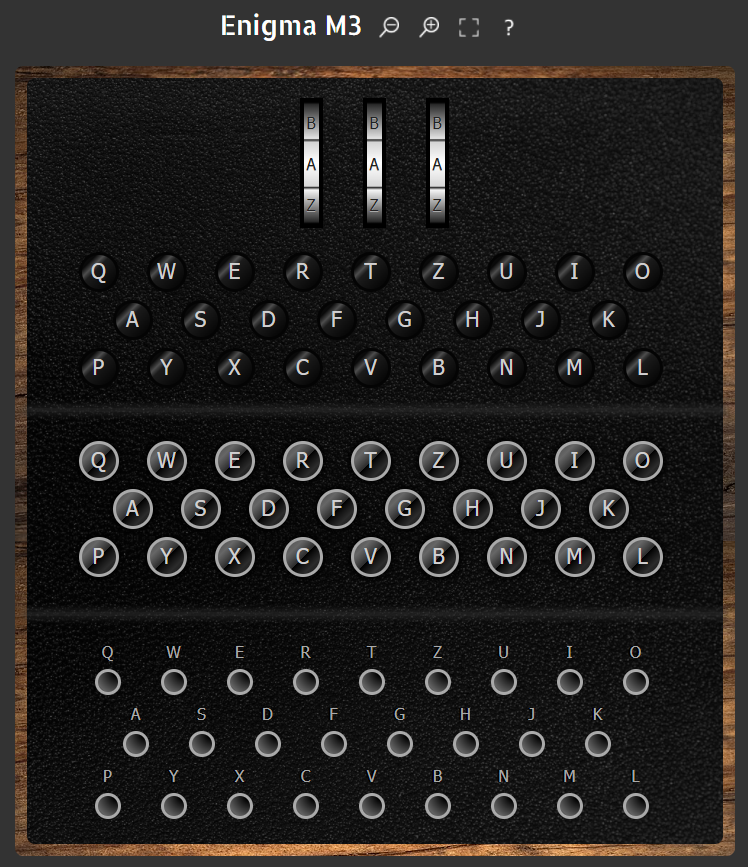 Enigma M3 ?
B B B
A A A
Z Z Z
Q W E R T Z U I O
A S D F G H J K
P Y X C V B N M L
Q W E R T Z U I O
A S D F G H J K
P Y X C V B N M L
Q W E R T Z U I O
A S D F G H J K
P Y X C V B N M L